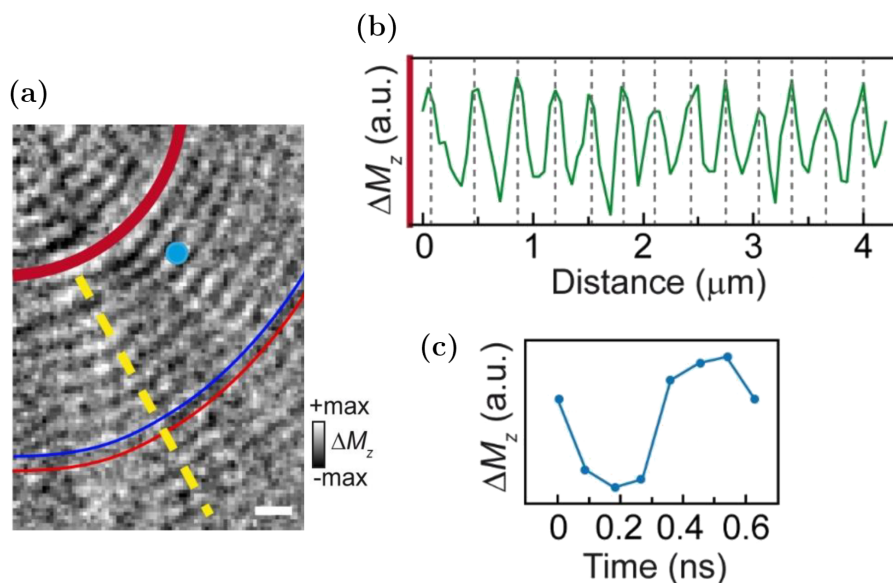 (a)
+max
ΔMz
-max
(b)
ΔMz (a.u.)
0 1 2 3 4
Distance (μm)
(c)
ΔMz (a.u.)
0 0.2 0.4 0.6
Time (ns)